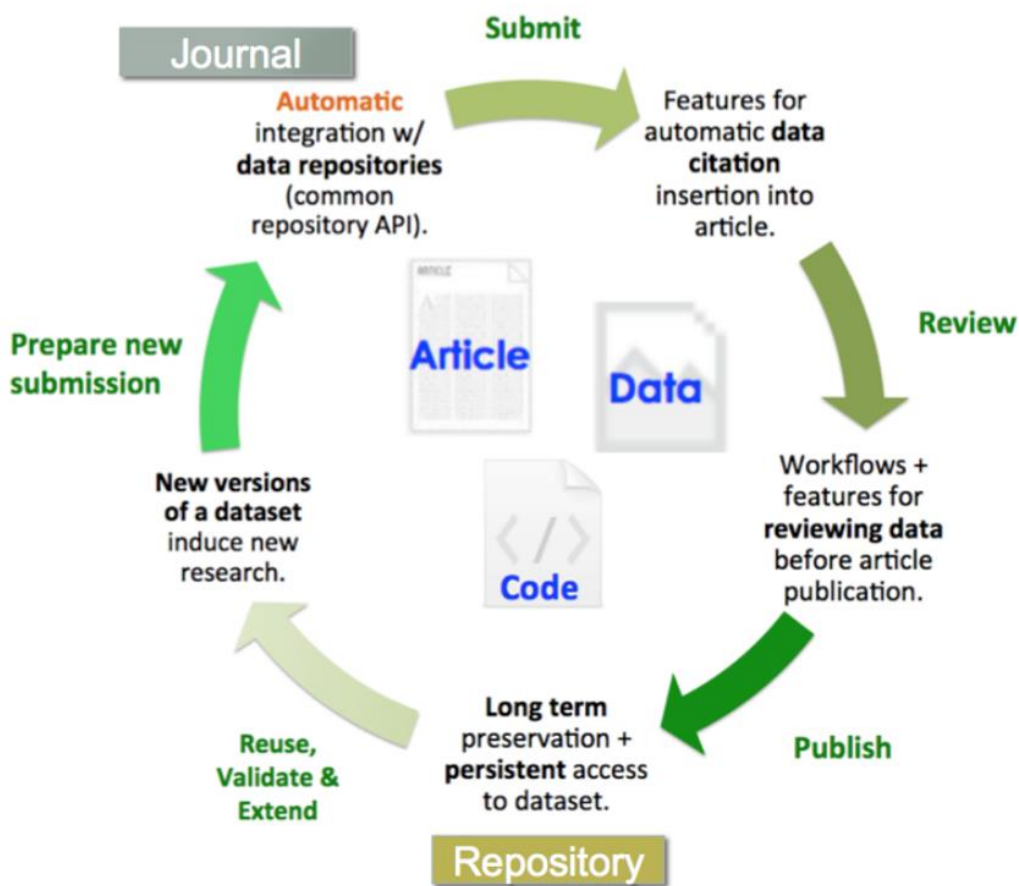 Journal
Submit
Automatic
integration w/
data repositories
(common
repository API).
Features for
automatic data
citation
insertion into
article.
Review
Workflows +
features for
reviewing data
before article
publication.
Publish
Long term
preservation +
persistent access
to dataset.
Repository
Reuse,
Validate &
Extend
New versions
of a dataset
induce new
research.
Prepare new
submission
ARTICLE
Article
Data
</>
Code